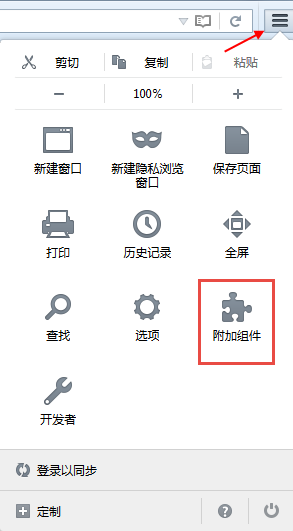 剪切 复制 粘贴
100%
新建窗口 新建隐私浏览 保存页面
窗口
打印 历史记录 全屏
查找 选项 附加组件
开发者
登录以同步
定制